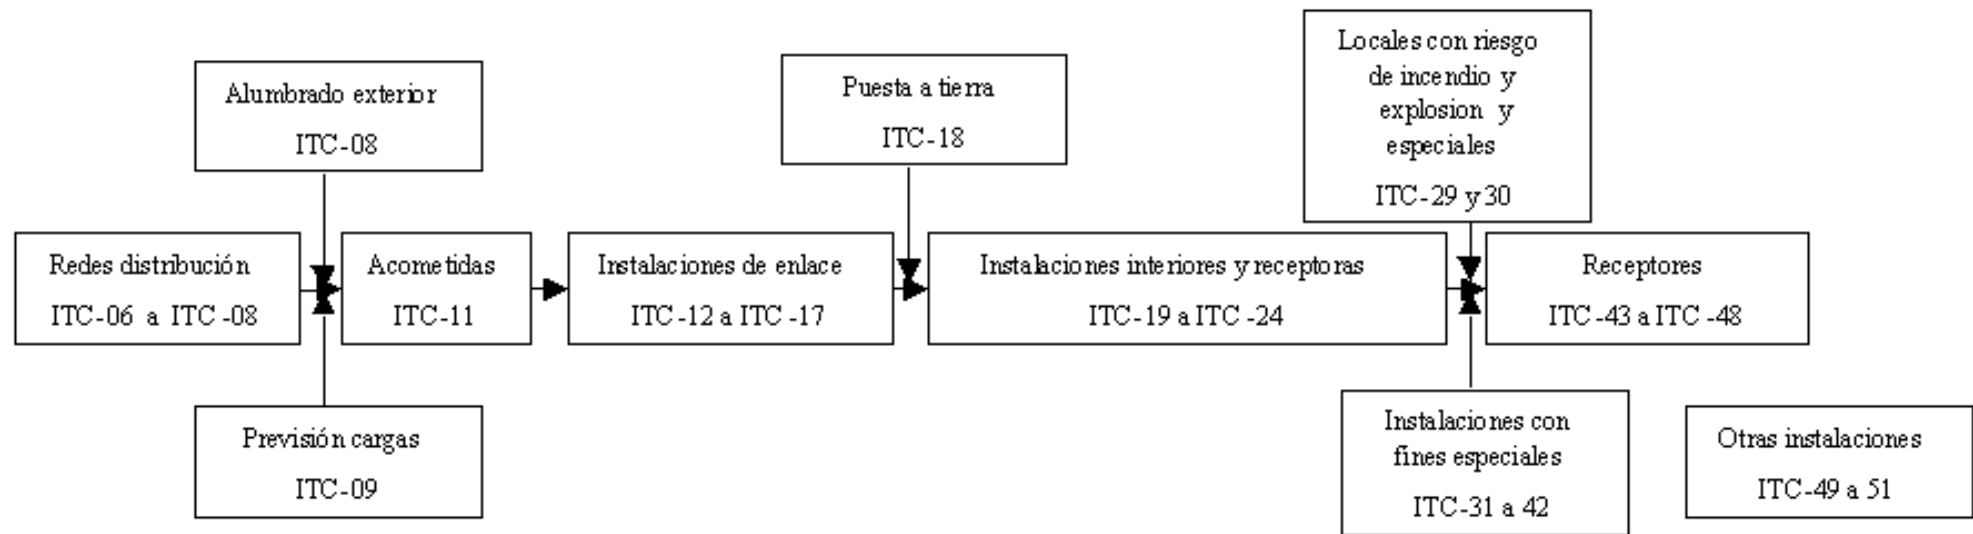 Alumbrado exterior
ITC-08
Puesta a tierra
ITC-18
Locales con riesgo
de incendio y
explosion y
especiales
ITC-29 y 30
Redes distribución
ITC-06 a ITC-08
Acometidas
ITC-11
Instalaciones de enlace
ITC-12 a ITC-17
Instalaciones interiores y receptoras
ITC-19 a ITC-24
Receptores
ITC-43 a ITC-48
Previsión cargas
ITC-09
Instalaciones con
fines especiales
ITC-31 a 42
Otras instalaciones
ITC-49 a 51